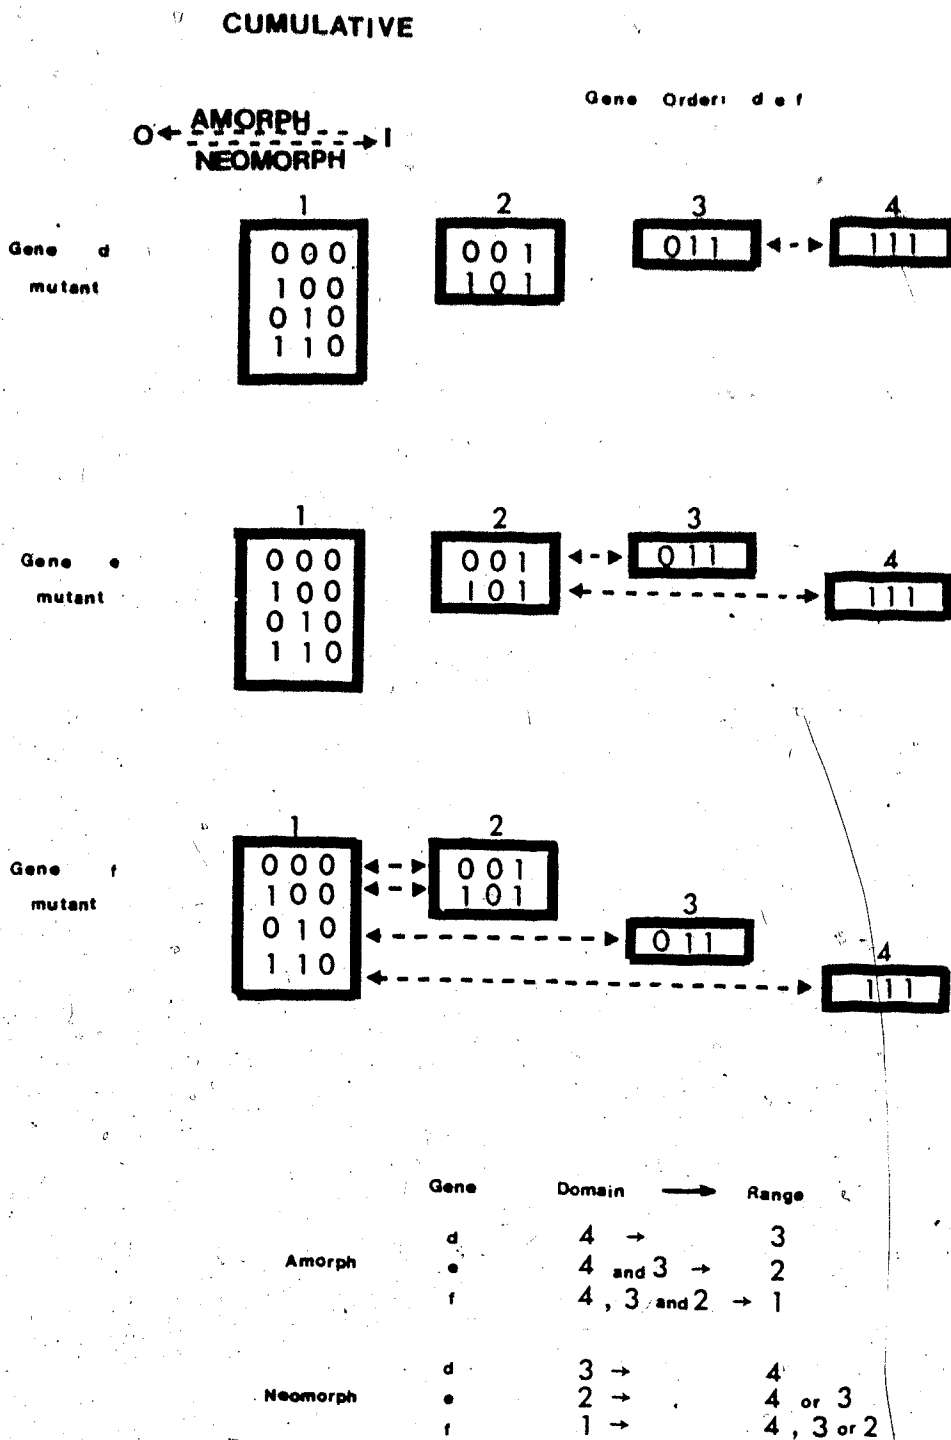 CUMULATIVE
Gene Order: d e f
O AMORPH I
NEOMORPH
1 2 3 4
Gene d
mutant
000
100
010
110
001
101
011
111
1 2 3 4
Gene e
mutant
000
100
010
110
001
101
011
111
1 2 3 4
Gene f
mutant
000
100
010
110
001
101
011
111
Gene Domain → Range
Amorph
d 4 → 3
e 4 and 3 → 2
f 4, 3 and 2 → 1
Neomorph
d 3 → 4
e 2 → 4 or 3
f 1 → 4, 3 or 2